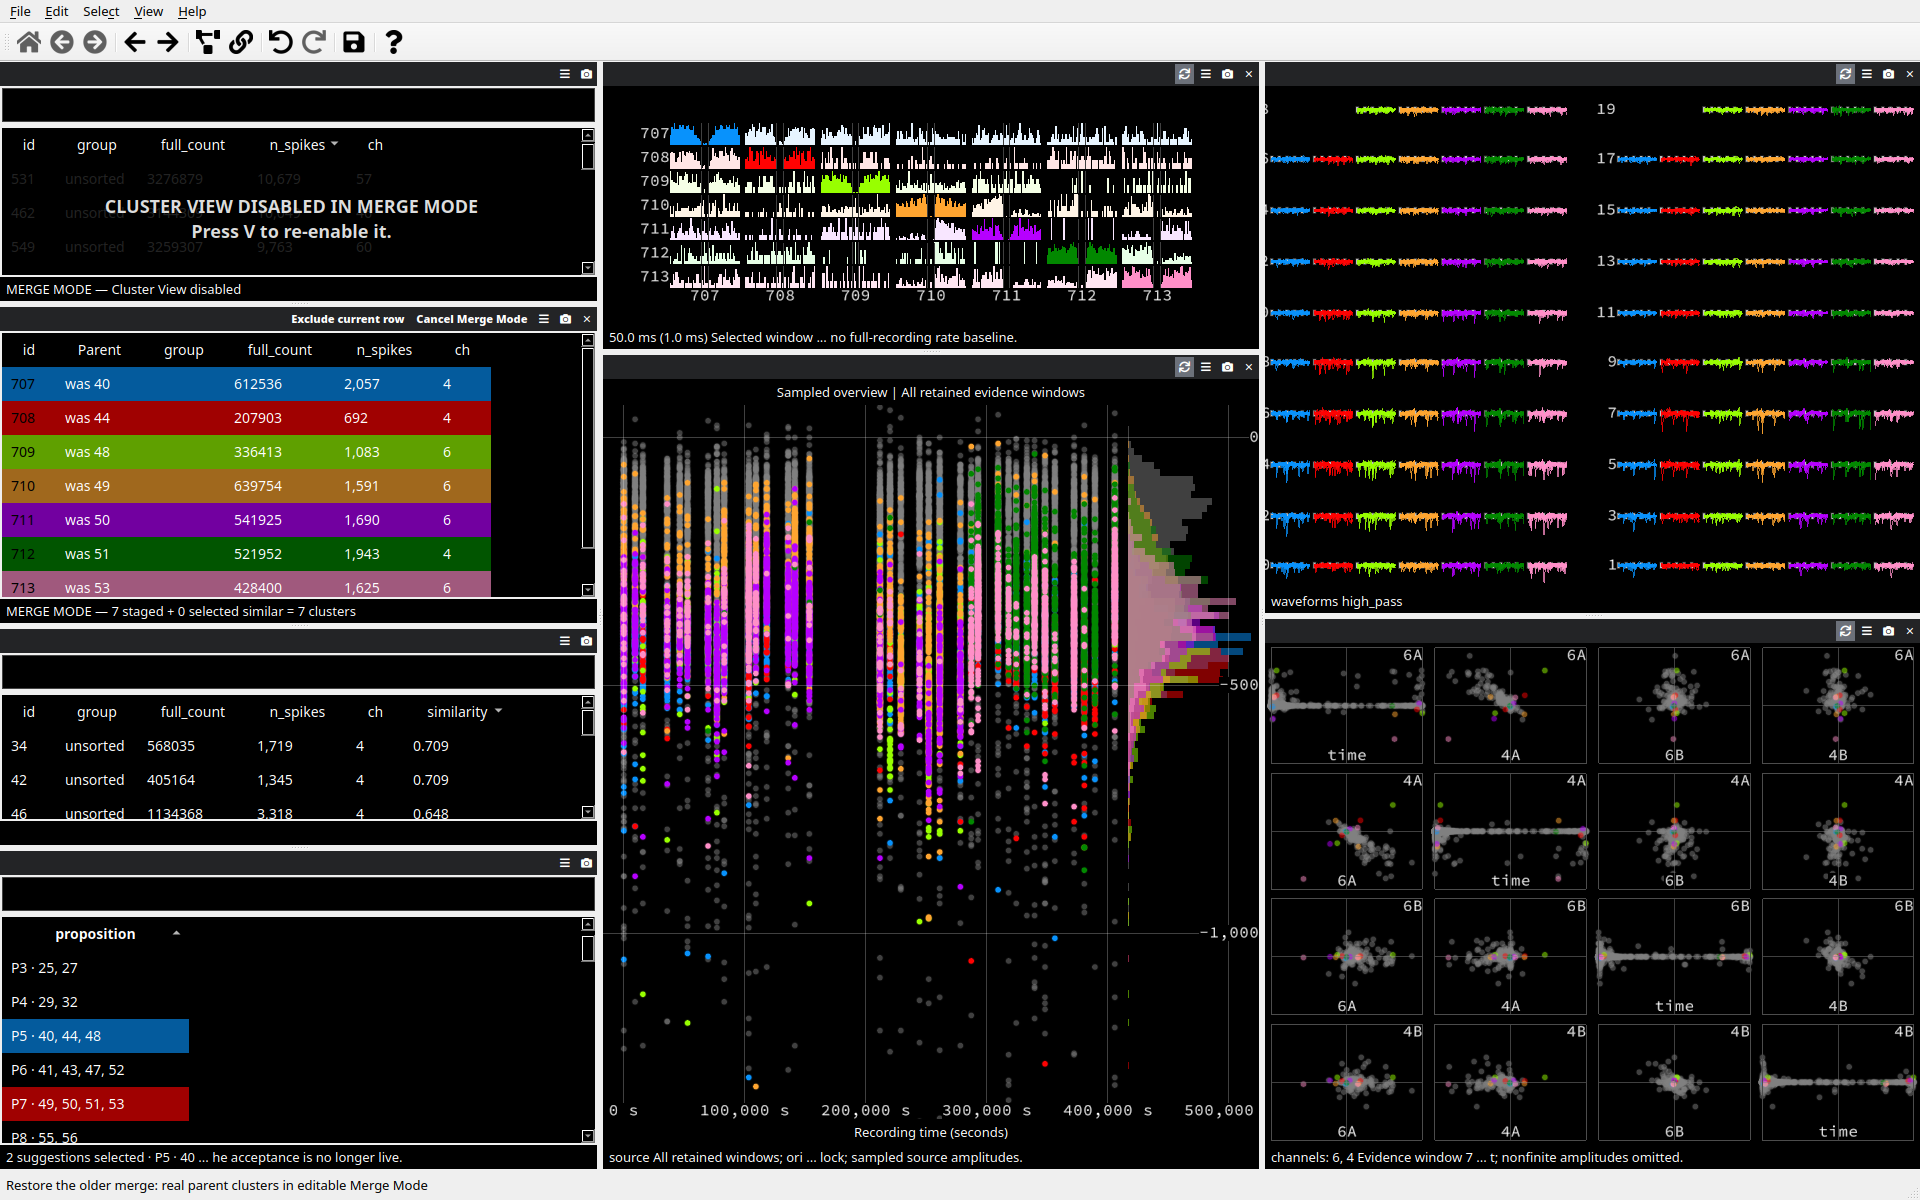 File Edit Select View Help
id group full_count n_spikes ch
531 unsorted 3276879 10,679 57
462
CLUSTER VIEW DISABLED IN MERGE MODE
Press V to re-enable it.
549 unsorted 3259307 9,763 60
MERGE MODE — Cluster View disabled
Exclude current row Cancel Merge Mode
id Parent group full_count n_spikes ch
707 was 40 612536 2,057 4
708 was 44 207903 692 4
709 was 48 336413 1,083 6
710 was 49 639754 1,591 6
711 was 50 541925 1,690 6
712 was 51 521952 1,943 4
713 was 53 428400 1,625 6
MERGE MODE — 7 staged + 0 selected similar = 7 clusters
id group full_count n_spikes ch similarity
34 unsorted 568035 1,719 4 0.709
42 unsorted 405164 1,345 4 0.709
46 unsorted 1134368 3,318 4 0.648
proposition
P3 · 25, 27
P4 · 29, 32
P5 · 40, 44, 48
P6 · 41, 43, 47, 52
P7 · 49, 50, 51, 53
P8 · 55, 56
2 suggestions selected · P5 · 40 ... he acceptance is no longer live.
707
708
709
710
711
712
713
707 708 709 710 711 712 713
50.0 ms (1.0 ms) Selected window ... no full-recording rate baseline.
Sampled overview | All retained evidence windows
0
-500
-1,000
0 s 100,000 s 200,000 s 300,000 s 400,000 s 500,000
Recording time (seconds)
source All retained windows; ori ... lock; sampled source amplitudes.
19
17
15
13
11
9
7
5
3
1
waveforms high_pass
6A 6A 6A 6A
time 4A 6B 4B
4A 4A 4A 4A
6A time 6B 4B
6B 6B 6B 6B
6A 4A time 4B
4B 4B 4B 4B
6A 4A 6B time
channels: 6, 4 Evidence window 7 ... t; nonfinite amplitudes omitted.
Restore the older merge: real parent clusters in editable Merge Mode